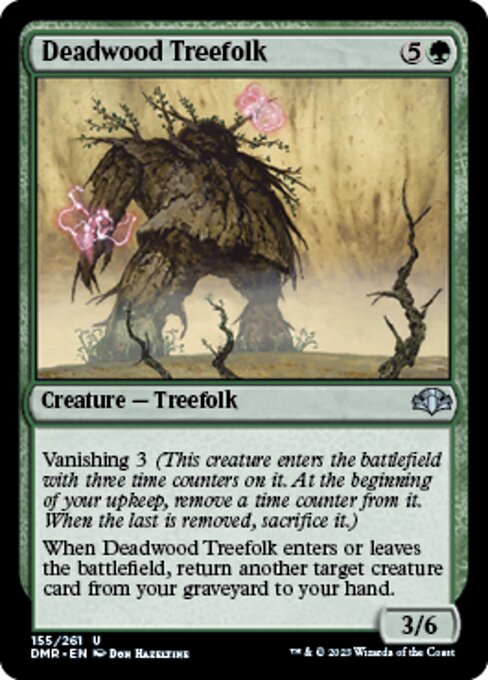 Deadwood Treefolk 5
Creature — Treefolk
Vanishing 3 (This creature enters the battlefield
with three time counters on it. At the beginning
of your upkeep, remove a time counter from it.
When the last is removed, sacrifice it.)
When Deadwood Treefolk enters or leaves
the battlefield, return another target creature
card from your graveyard to your hand.
3/6
155/261 U
DMR • EN Don Hazeltine
™ & © 2023 Wizards of the Coast